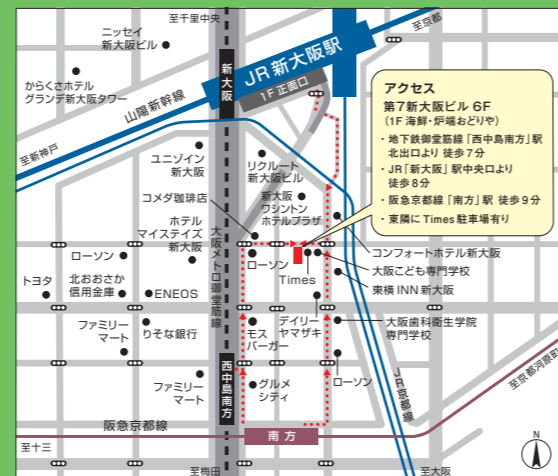 至千里中央
至京都
ニッセイ
新大阪ビル
新大阪
JR新大阪駅
1F 正面口
からくさホテル
グランデ新大阪タワー
山陽新幹線
至新神戸
アクセス
第7新大阪ビル 6F
(1F 海鮮・炉端おどりや)
・地下鉄御堂筋線「西中島南方」駅
北出口より 徒歩7分
・JR「新大阪」駅中央口より
徒歩8分
・阪急京都線「南方」駅 徒歩9分
・東隣にTimes駐車場有り
ユニゾイン
新大阪
リクルート
新大阪ビル
コメダ珈琲店
新大阪
ワシントン
ホテルプラザ
ホテル
マイステイズ
新大阪
大阪メトロ御堂筋線
コンフォートホテル新大阪
ローソン
ローソン
Times
大阪こども専門学校
トヨタ
北おおさか
信用金庫
ENEOS
東横INN 新大阪
ファミリー
マート
りそな銀行
モス
バーガー
デイリー
ヤマザキ
大阪歯科衛生学院
専門学校
西中島南方
ファミリー
マート
グルメ
シティ
ローソン
JR京都線
至京都河原町
阪急京都線
南方
至十三
至梅田
至大阪
N